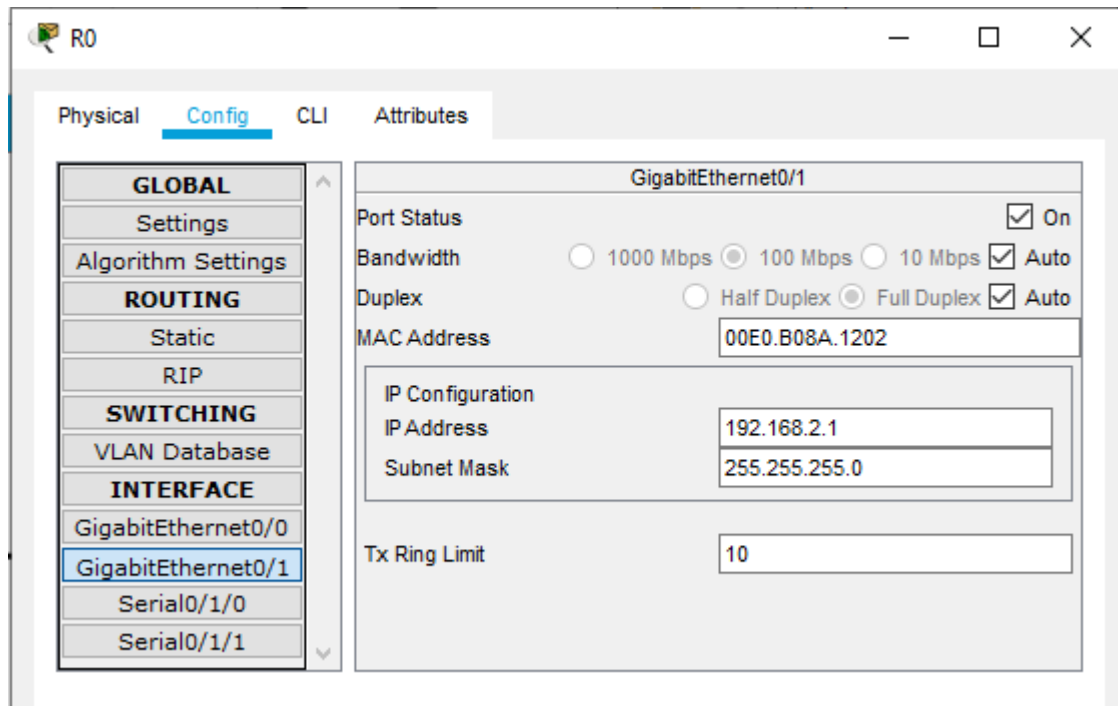 R0
Physical Config CLI Attributes
GLOBAL
Settings
Algorithm Settings
ROUTING
Static
RIP
SWITCHING
VLAN Database
INTERFACE
GigabitEthernet0/0
GigabitEthernet0/1
Serial0/1/0
Serial0/1/1
GigabitEthernet0/1
Port Status On
Bandwidth 1000 Mbps 100 Mbps 10 Mbps Auto
Duplex Half Duplex Full Duplex Auto
MAC Address 00E0.B08A.1202
IP Configuration
IP Address 192.168.2.1
Subnet Mask 255.255.255.0
Tx Ring Limit 10